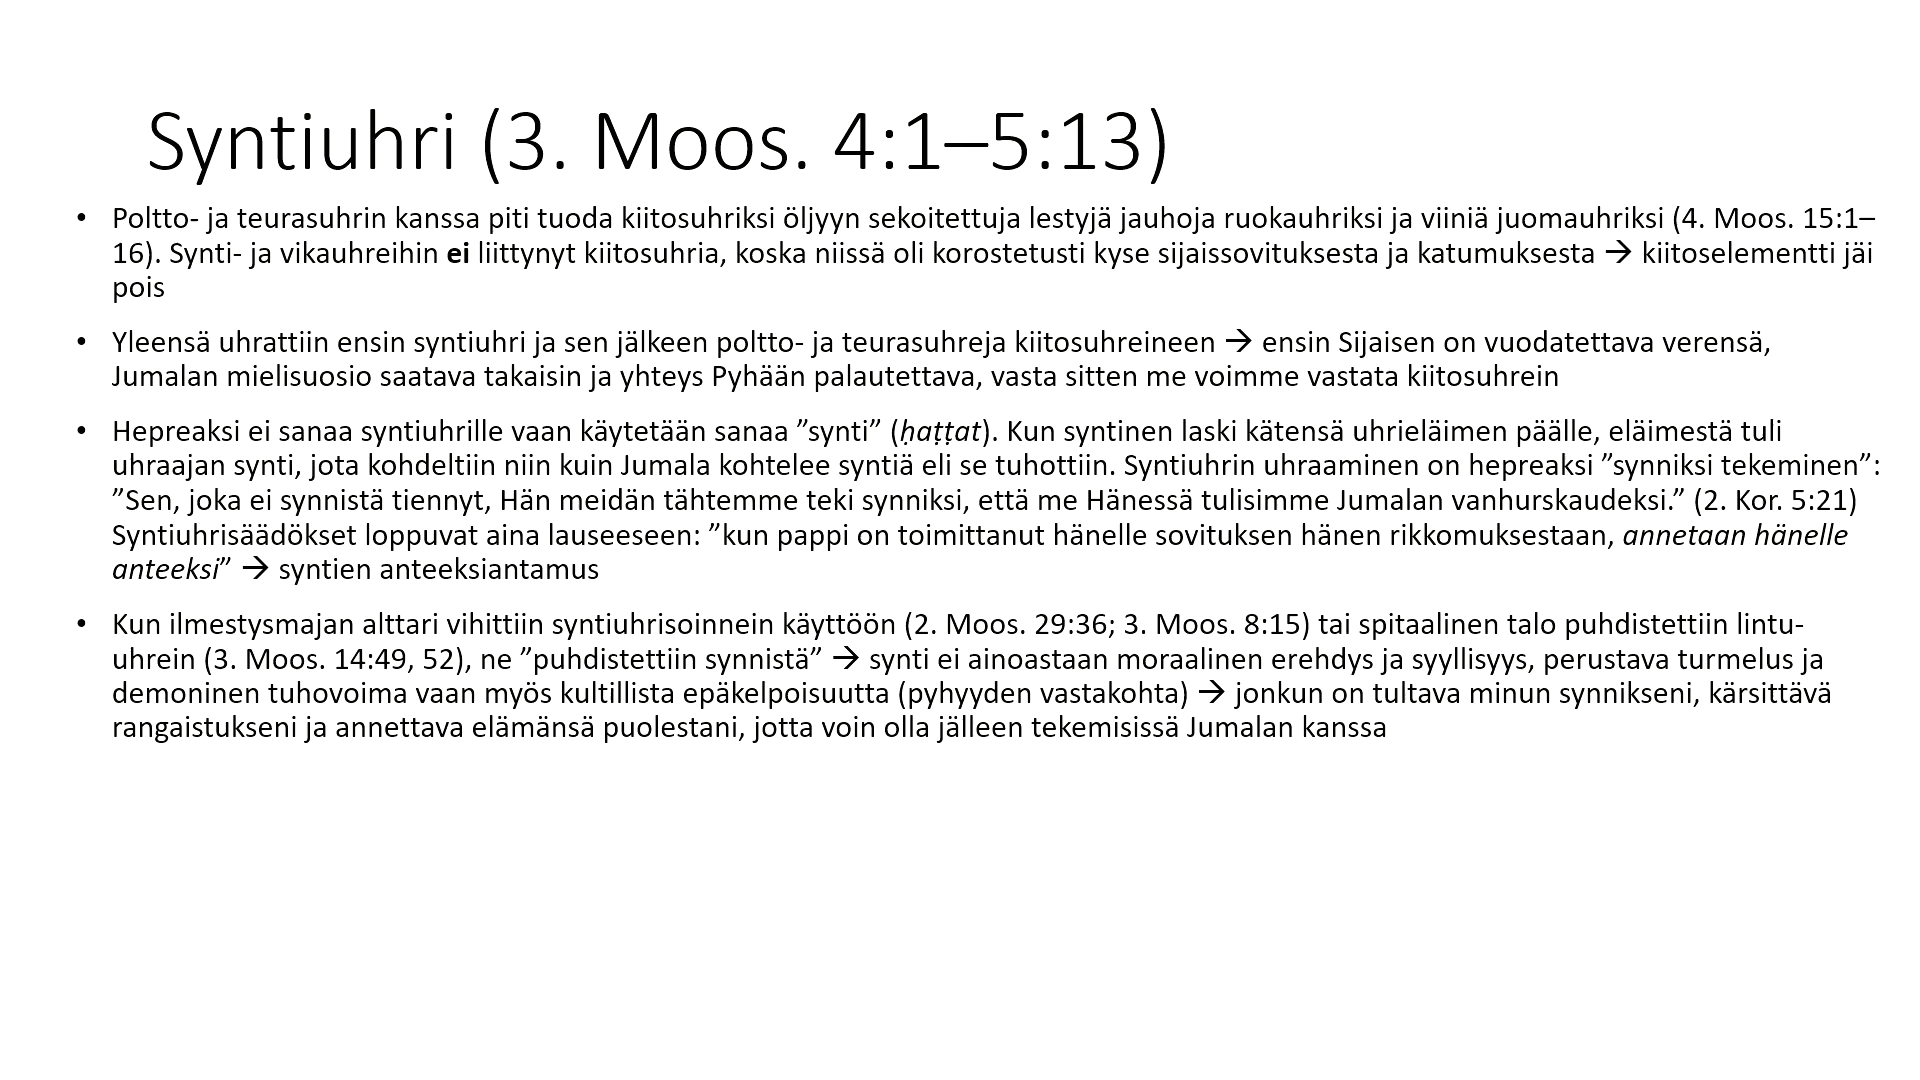 Syntiuhri (3. Moos. 4:1–5:13)
• Poltto- ja teurasuhrin kanssa piti tuoda kiitosuhriksi öljyyn sekoitettuja lestyjä jauhoja ruokauhriksi ja viiniä juomauhriksi (4. Moos. 15:1–
16). Synti- ja vikauhreihin ei liittynyt kiitosuhria, koska niissä oli korostetusti kyse sijaissovituksesta ja katumuksesta → kiitoselementti jäi
pois
• Yleensä uhrattiin ensin syntiuhri ja sen jälkeen poltto- ja teurasuhreja kiitosuhreineen → ensin Sijaisen on vuodatettava verensä,
Jumalan mielisuosio saatava takaisin ja yhteys Pyhään palautettava, vasta sitten me voimme vastata kiitosuhrein
• Hepreaksi ei sanaa syntiuhrille vaan käytetään sanaa ”synti” (ḥaṭṭat). Kun syntinen laski kätensä uhrieläimen päälle, eläimestä tuli
uhraajan synti, jota kohdeltiin niin kuin Jumala kohtelee syntiä eli se tuhottiin. Syntiuhrin uhraaminen on hepreaksi ”synniksi tekeminen”:
”Sen, joka ei synnistä tiennyt, Hän meidän tähtemme teki synniksi, että me Hänessä tulisimme Jumalan vanhurskaudeksi.” (2. Kor. 5:21)
Syntiuhrisäädökset loppuvat aina lauseeseen: ”kun pappi on toimittanut hänelle sovituksen hänen rikkomuksestaan, annetaan hänelle
anteeksi” → syntien anteeksiantamus
• Kun ilmestysmajan alttari vihittiin syntiuhrisoinnein käyttöön (2. Moos. 29:36; 3. Moos. 8:15) tai spitaalinen talo puhdistettiin lintu-
uhrein (3. Moos. 14:49, 52), ne ”puhdistettiin synnistä” → synti ei ainoastaan moraalinen erehdys ja syyllisyys, perustava turmelus ja
demoninen tuhovoima vaan myös kultillista epäkelpoisuutta (pyhyyden vastakohta) → jonkun on tultava minun synnikseni, kärsittävä
rangaistukseni ja annettava elämänsä puolestani, jotta voin olla jälleen tekemisissä Jumalan kanssa